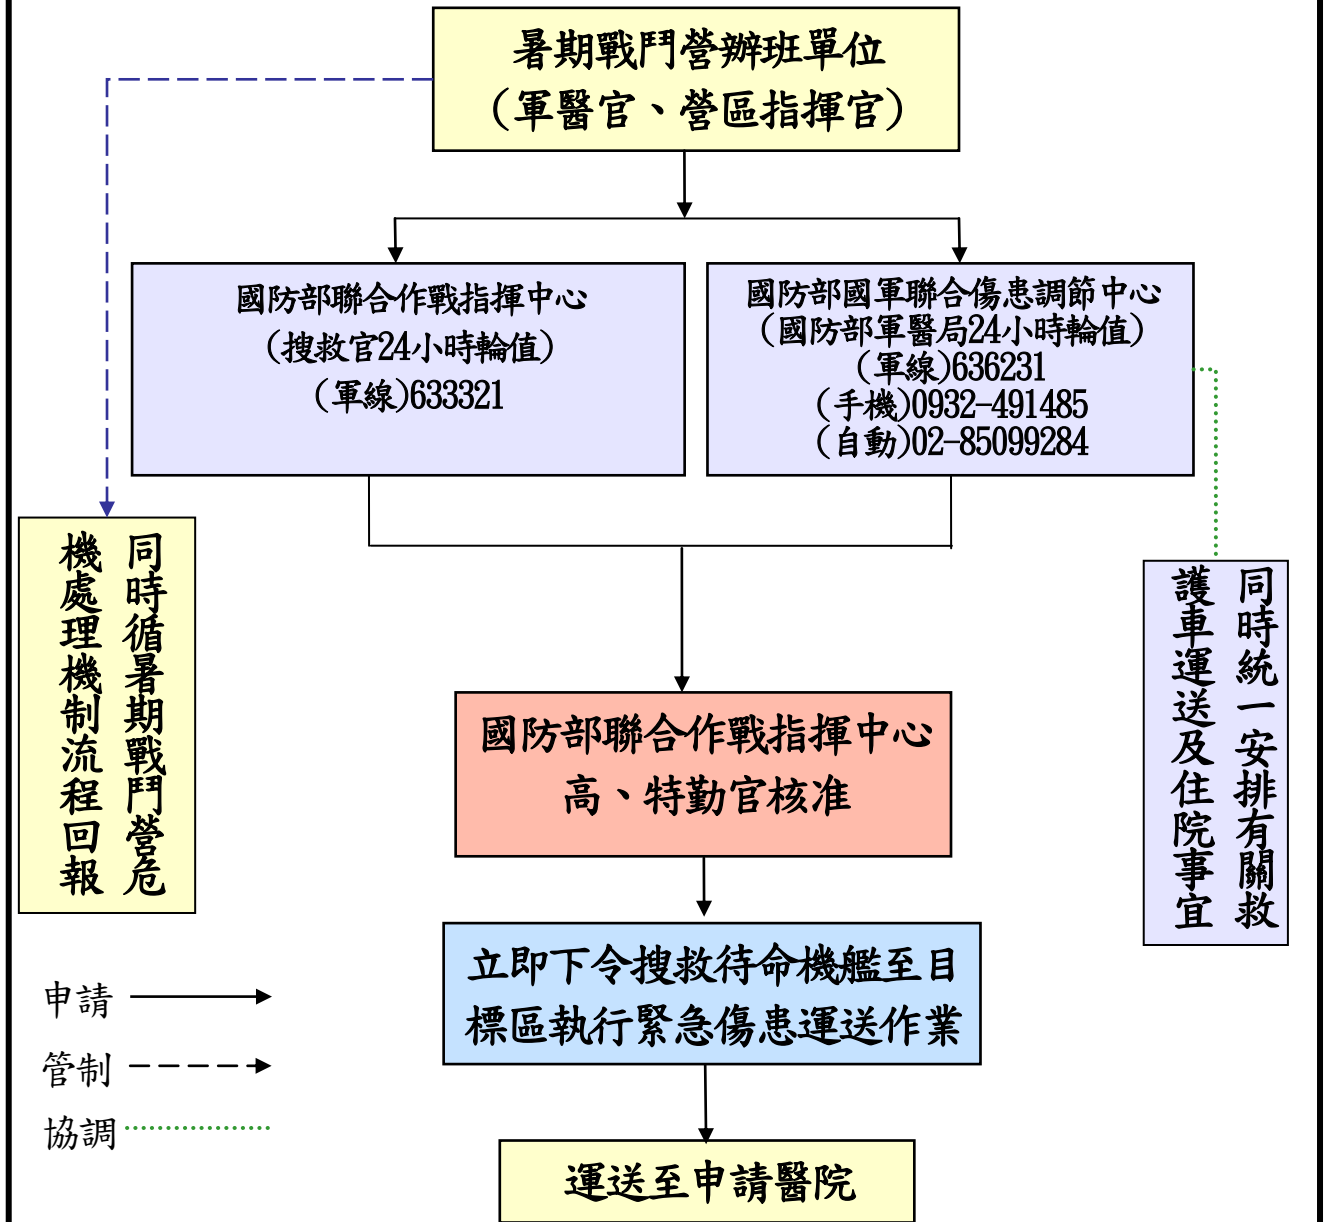 暑期戰鬥營辦班單位
(軍醫官、營區指揮官)
國防部聯合作戰指揮中心
(搜救官24小時輪值)
(軍線)633321
國防部國軍聯合傷患調節中心
(國防部軍醫局24小時輪值)
(軍線)636231
(手機)0932-491485
(自動)02-85099284
同時循暑期戰鬥營危
機處理機制流程回報
同時統一安排有關救
護車運送及住院事宜
國防部聯合作戰指揮中心
高、特勤官核准
立即下令搜救待命機艦至目
標區執行緊急傷患運送作業
運送至申請醫院
申請
管制
協調